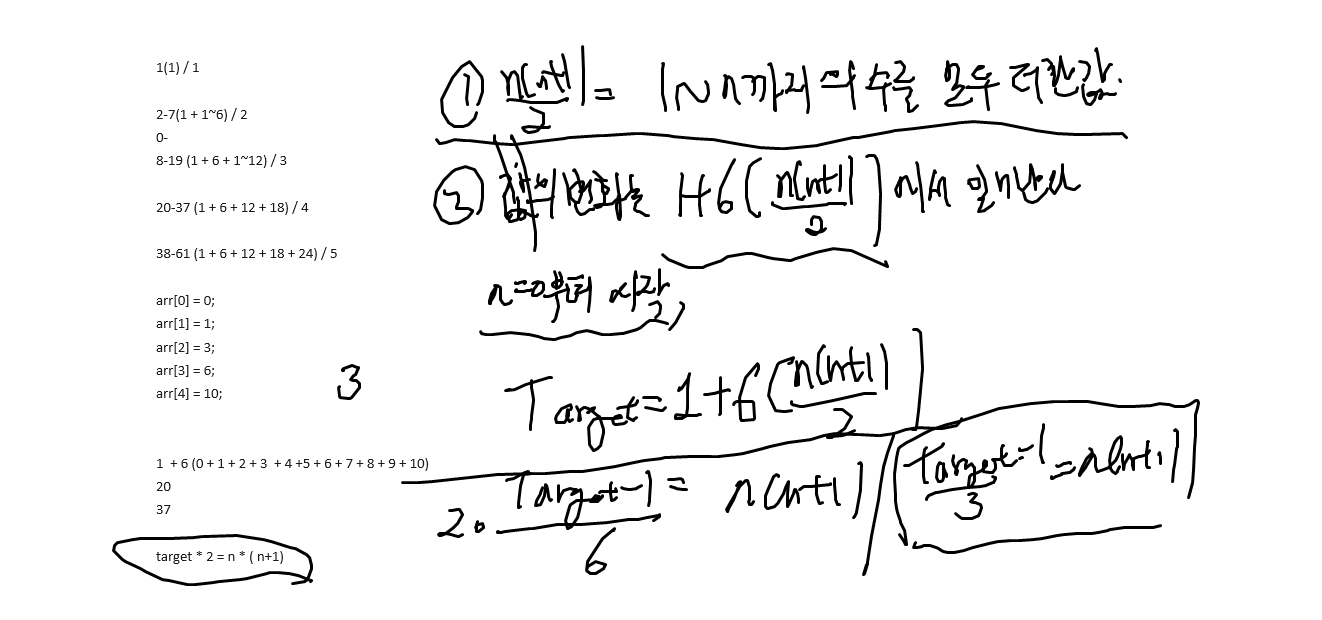 1(1) / 1
2-7(1 + 1~6) / 2
0-
8-19 (1 + 6 + 1~12) / 3
20-37 (1 + 6 + 12 + 18) / 4
38-61 (1 + 6 + 12 + 18 + 24) / 5
arr[0] = 0;
arr[1] = 1;
arr[2] = 3;
arr[3] = 6;
arr[4] = 10;
3
1 + 6 (0 + 1 + 2 + 3 + 4 +5 + 6 + 7 + 8 + 9 + 10)
20
37
target * 2 = n * ( n+1)
① n(n+1)/2 = 1~n까지의 수를 모두 더한 값.
② 값의 변화는 1+6(n(n+1)/2) 에서 일어난다
n=0부터 시작,
Target = 1+6(n(n+1)/2)
2 · Target-1/6 = n(n+1)
Target-1/3 = n(n+1)